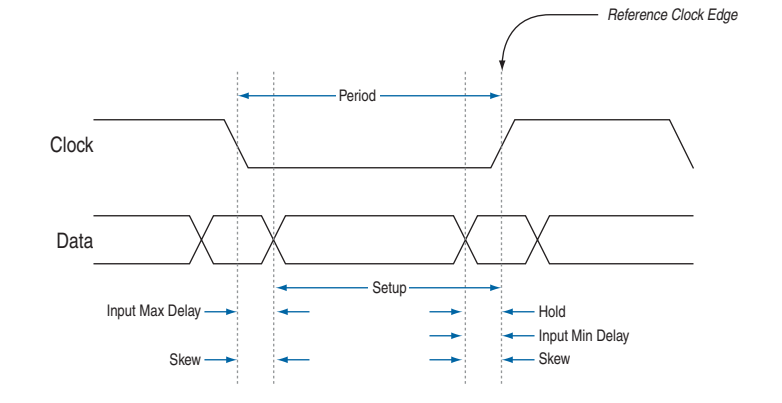 Reference Clock Edge
Period
Clock
Data
Setup
Input Max Delay
Hold
Input Min Delay
Skew
Skew